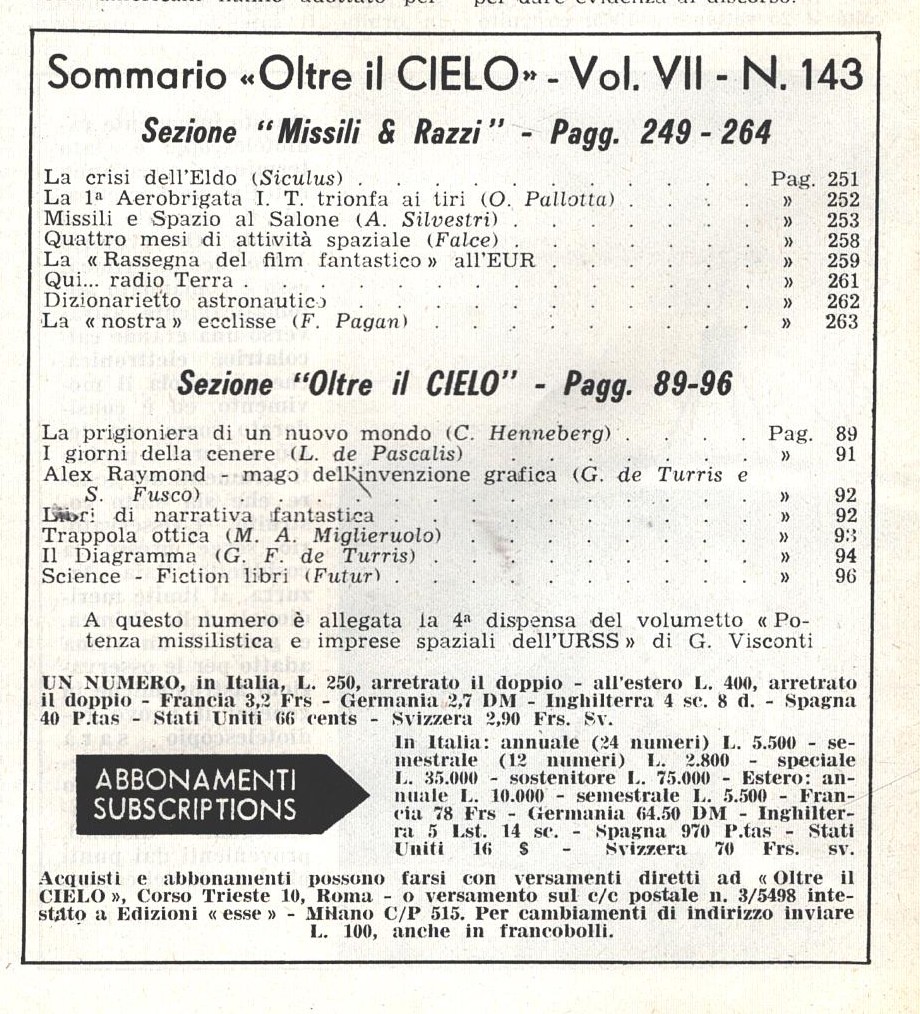 per dare evidenza al discorso.
Sommario «Oltre il CIELO» - Vol. VII - N. 143
Sezione "Missili & Razzi" - Pagg. 249 - 264
La crisi dell'Eldo (Siculus) . . . . . . . . . . . Pag. 251
La 1ª Aerobrigata I. T. trionfa ai tiri (O. Pallotta) . . . . » 252
Missili e Spazio al Salone (A. Silvestri) . . . . . . . » 253
Quattro mesi di attività spaziale (Falce) . . . . . . . » 258
La «Rassegna del film fantastico» all'EUR . . . . . . » 259
Qui... radio Terra . . . . . . . . . . . . . . » 261
Dizionarietto astronautico . . . . . . . . . . . » 262
La «nostra» ecclisse (F. Pagan) . . . . . . . . . » 263
Sezione "Oltre il CIELO" - Pagg. 89-96
La prigioniera di un nuovo mondo (C. Henneberg) . . . . Pag. 89
I giorni della cenere (L. de Pascalis) . . . . . . . . » 91
Alex Raymond - mago dell'invenzione grafica (G. de Turris e
S. Fusco) . . . . . . . . . . . . . . » 92
Libri di narrativa fantastica . . . . . . . . . . » 92
Trappola ottica (M. A. Miglieruolo) . . . . . . . . » 93
Il Diagramma (G. F. de Turris) . . . . . . . . . » 94
Science - Fiction libri (Futur) . . . . . . . . . . » 96
A questo numero è allegata la 4ª dispensa del volumetto «Po-
tenza missilistica e imprese spaziali dell'URSS» di G. Visconti
UN NUMERO, in Italia, L. 250, arretrato il doppio - all'estero L. 400, arretrato
il doppio - Francia 3,2 Frs - Germania 2,7 DM - Inghilterra 4 sc. 8 d. - Spagna
40 P.tas - Stati Uniti 66 cents - Svizzera 2,90 Frs. Sv.
ABBONAMENTI
SUBSCRIPTIONS
In Italia: annuale (24 numeri) L. 5.500 - se-
mestrale (12 numeri) L. 2.800 - speciale
L. 35.000 - sostenitore L. 75.000 - Estero: an-
nuale L. 10.000 - semestrale L. 5.500 - Fran-
cia 78 Frs - Germania 64.50 DM - Inghilter-
ra 5 Lst. 14 sc. - Spagna 970 P.tas - Stati
Uniti 16 $ - Svizzera 70 Frs. sv.
Acquisti e abbonamenti possono farsi con versamenti diretti ad «Oltre il
CIELO», Corso Trieste 10, Roma - o versamento sul c/c postale n. 3/5498 inte-
stato a Edizioni «esse» - Milano C/P 515. Per cambiamenti di indirizzo inviare
L. 100, anche in francobolli.